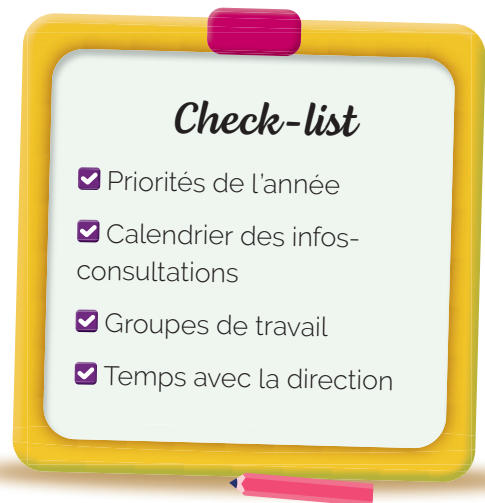 Check-list
Priorités de l'année
Calendrier des infos-
consultations
Groupes de travail
Temps avec la direction